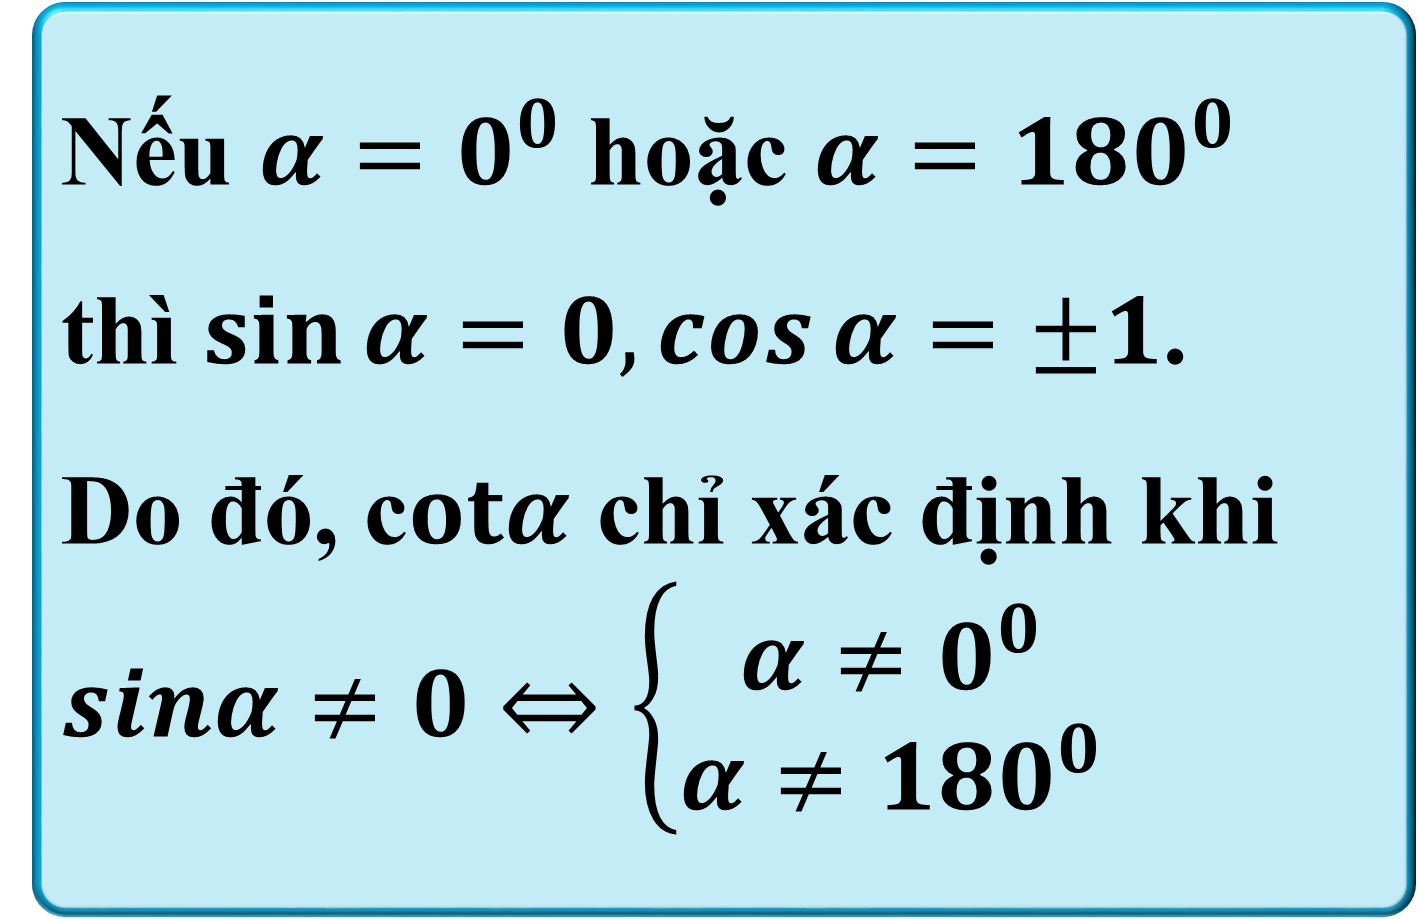 Nếu α = 0⁰ hoặc α = 180⁰
thì sin α = 0, cos α = ±1.
Do đó, cotα chỉ xác định khi
sinα ≠ 0 ⇔ { α ≠ 0⁰
α ≠ 180⁰